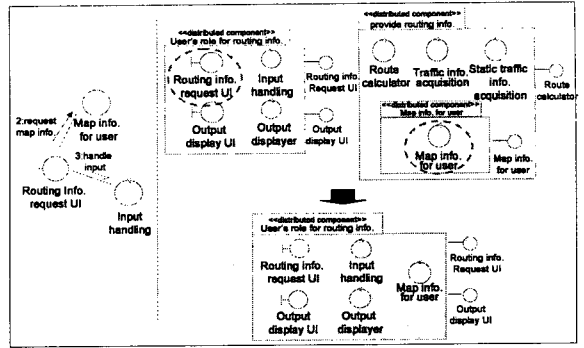 2:request
map info.
Map info.
for user
3:handle
input
Routing Info.
request UI
Input
handling
<<distributed component>>
User's role for routing info.
Routing info.
request UI
Input
handling
Output
display UI
Output
displayer
Routing info.
Request UI
Output
display UI
<<distributed component>>
provide routing info.
Route
calculator
Traffic info.
acquisition
Static traffic
info.
acquisition
Route
calculator
<<distributed component>>
Map info. for user
Map info.
for user
Map info.
for user
<<distributed component>>
User's role for routing info.
Routing info.
request UI
Input
handling
Map info.
for user
Output
display UI
Output
displayer
Routing info.
Request UI
Output
display UI